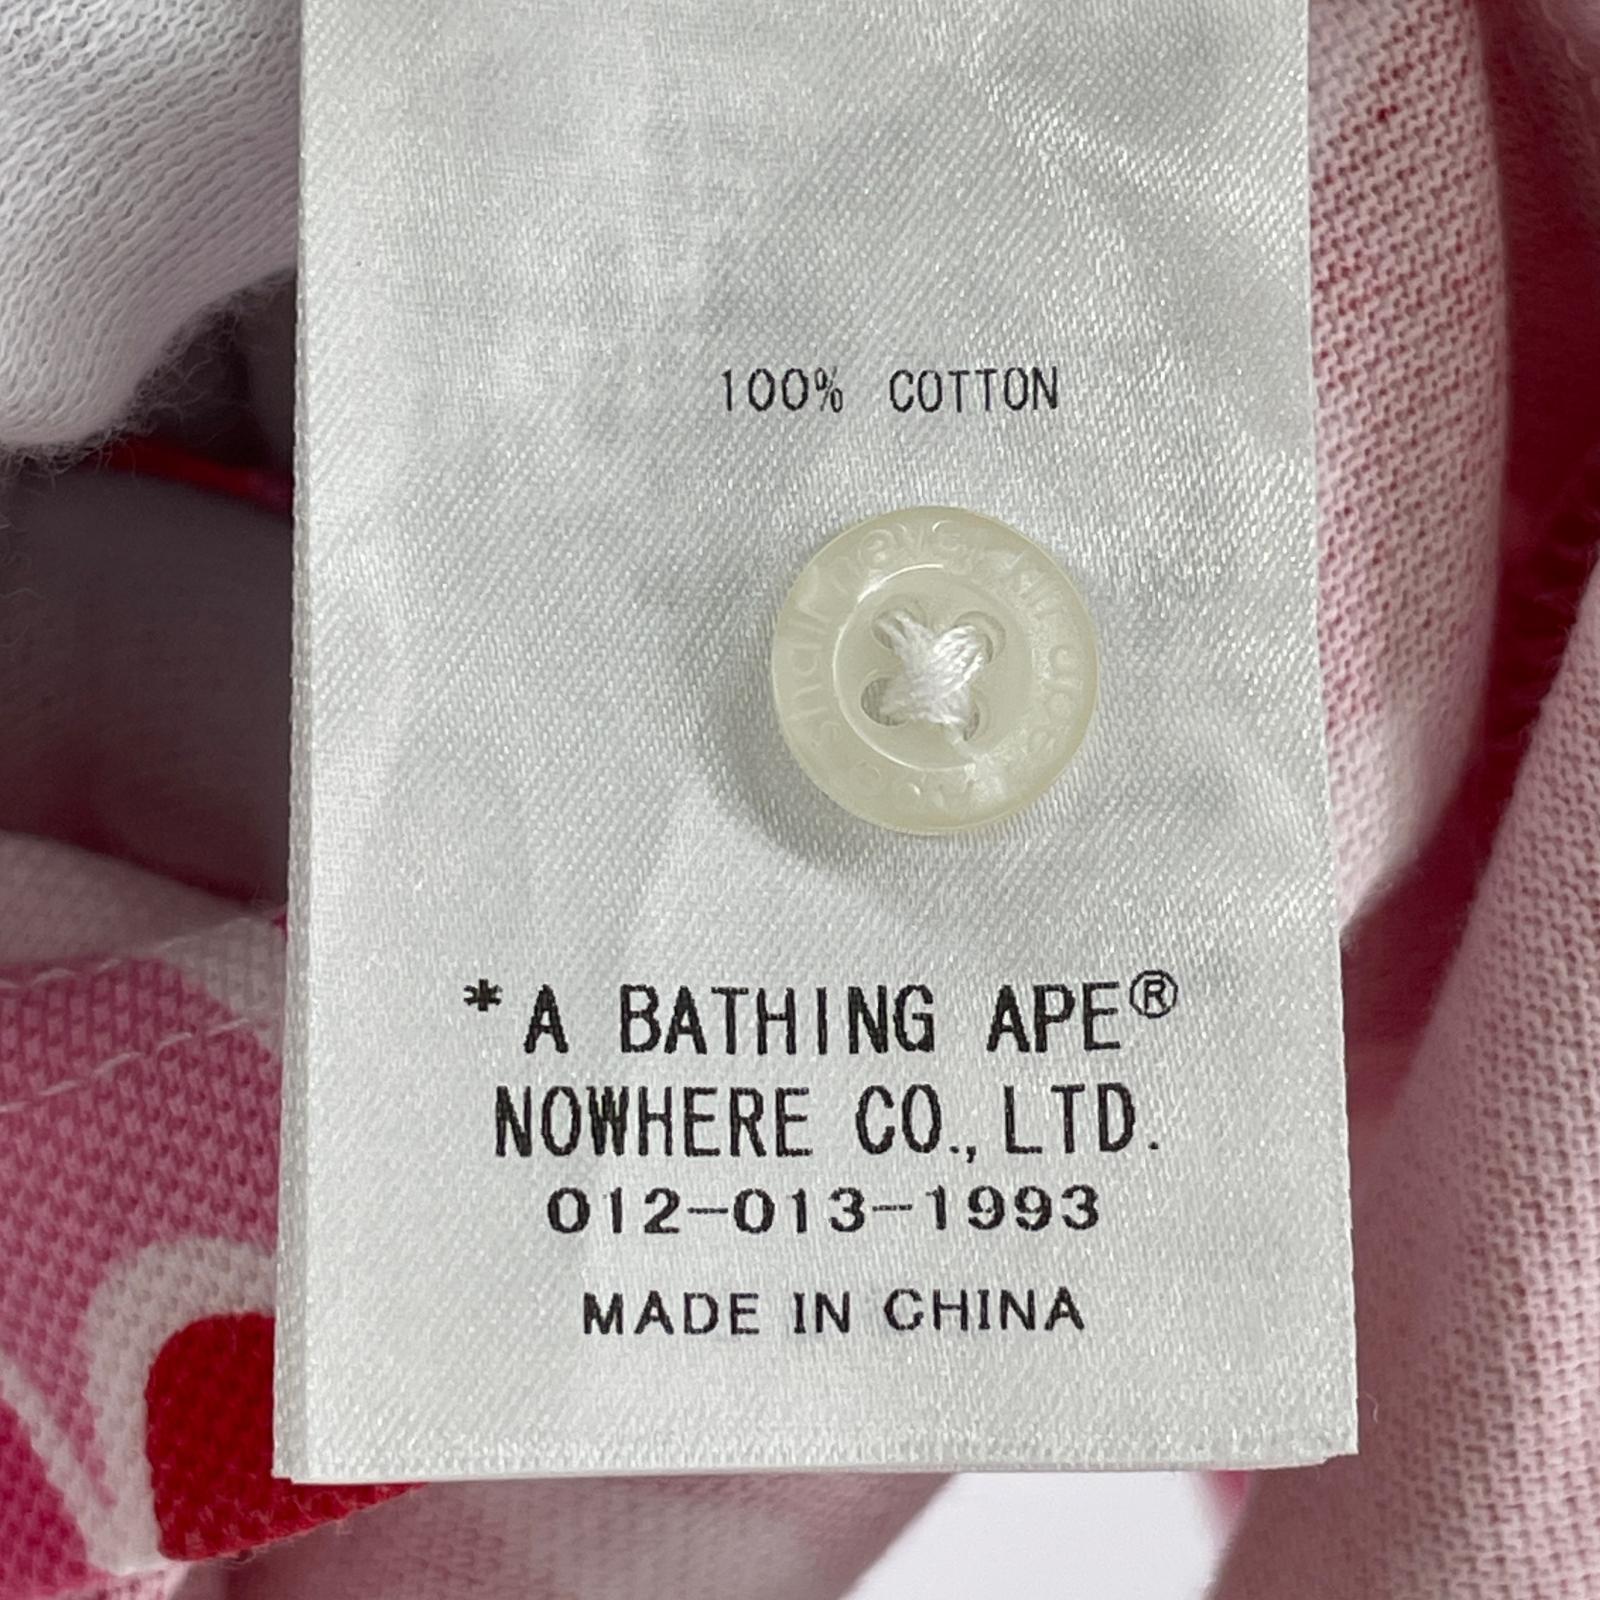 100% COTTON
*A BATHING APE®
NOWHERE CO., LTD.
012-013-1993
MADE IN CHINA